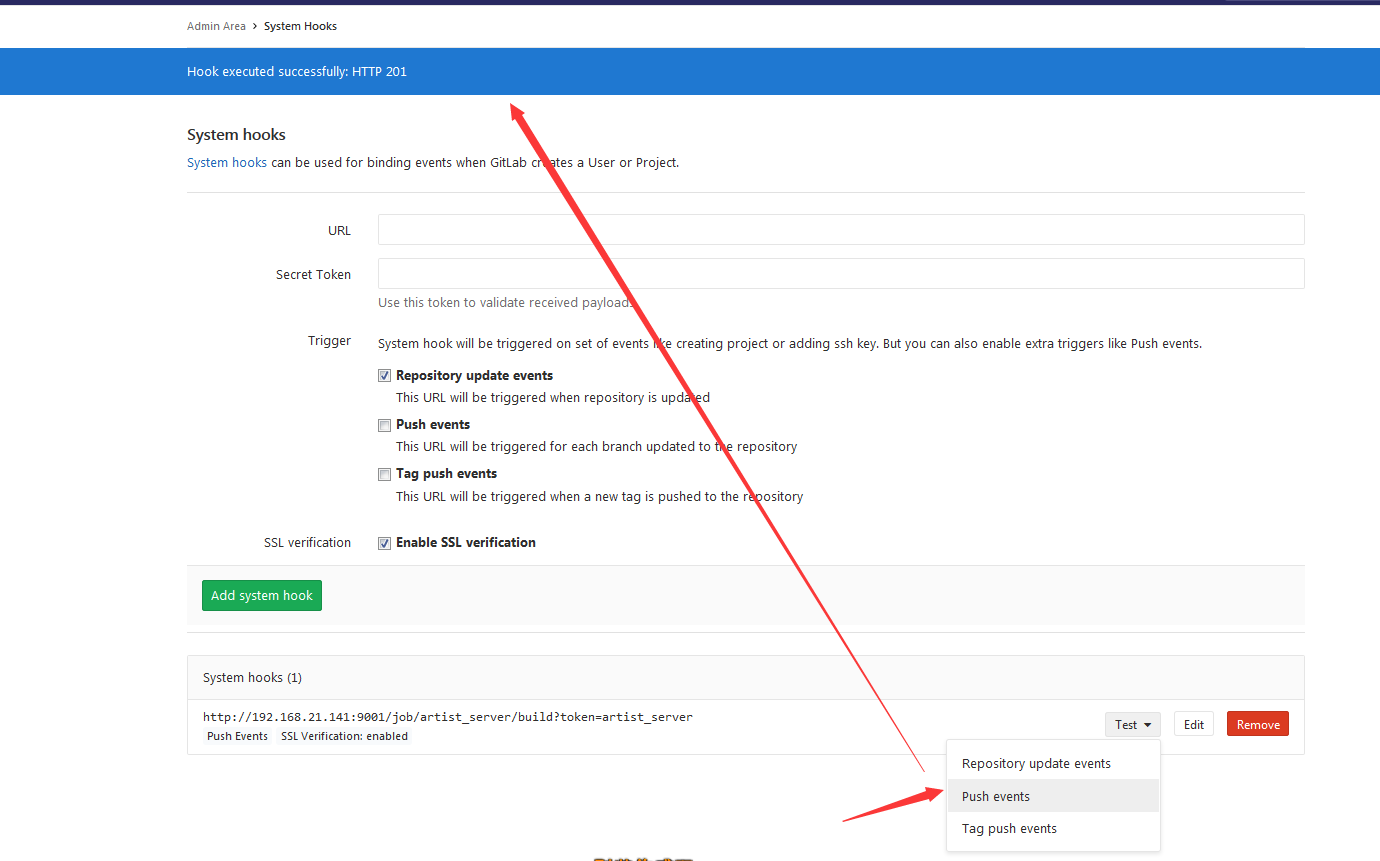 Admin Area > System Hooks
Hook executed successfully: HTTP 201
System hooks
System hooks can be used for binding events when GitLab creates a User or Project.
URL
Secret Token
Use this token to validate received payloads.
Trigger
System hook will be triggered on set of events like creating project or adding ssh key. But you can also enable extra triggers like Push events.
Repository update events
This URL will be triggered when repository is updated
Push events
This URL will be triggered for each branch updated to the repository
Tag push events
This URL will be triggered when a new tag is pushed to the repository
SSL verification
Enable SSL verification
Add system hook
System hooks (1)
http://192.168.21.141:9001/job/artist_server/build?token=artist_server
Push Events SSL Verification: enabled
Test
Edit
Remove
Repository update events
Push events
Tag push events